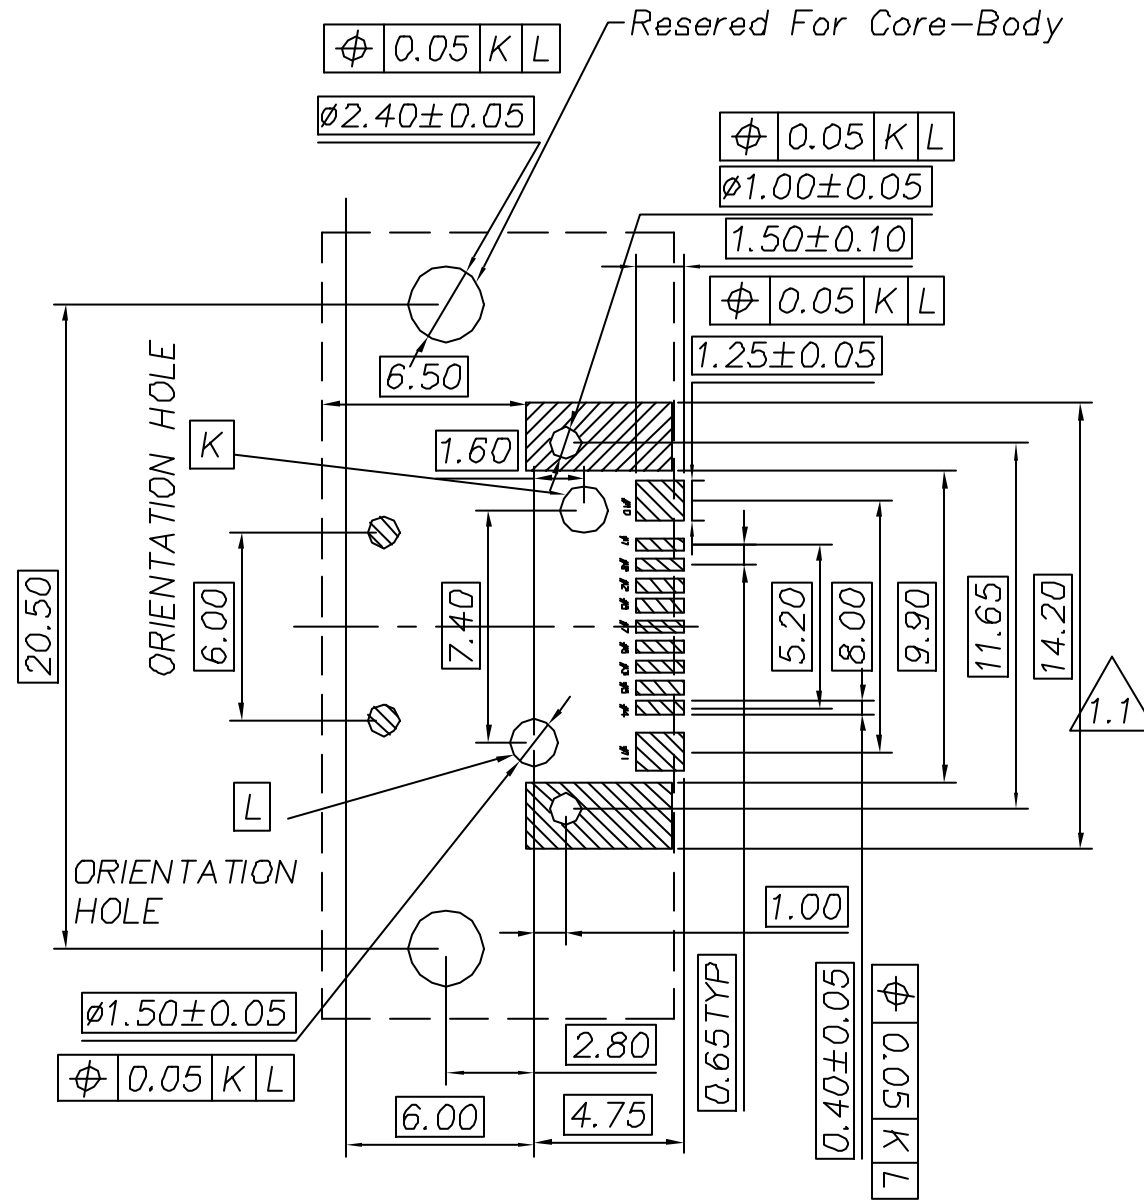 Resered For Core-Body
0.05 K L
ø2.40±0.05
0.05 K L
ø1.00±0.05
1.50±0.10
0.05 K L
1.25±0.05
6.50
1.60
K
ORIENTATION HOLE
20.50
6.00
7.40
5.20
8.00
9.90
11.65
14.20
1.1
L
ORIENTATION
HOLE
1.00
0.65TYP
0.40±0.05
0.05 K L
ø1.50±0.05
0.05 K L
2.80
6.00
4.75